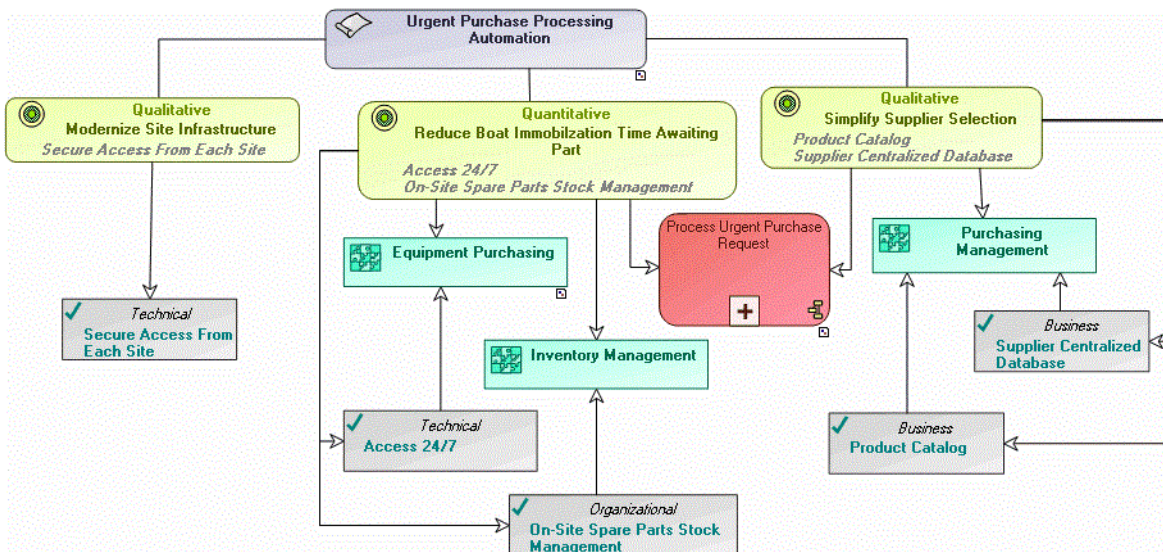 Urgent Purchase Processing
Automation
Qualitative
Modernize Site Infrastructure
Secure Access From Each Site
Quantitative
Reduce Boat Immobilzation Time Awaiting
Part
Access 24/7
On-Site Spare Parts Stock Management
Qualitative
Simplify Supplier Selection
Product Catalog
Supplier Centralized Database
Equipment Purchasing
Process Urgent Purchase
Request
Purchasing
Management
Technical
Secure Access From
Each Site
Inventory Management
Business
Supplier Centralized
Database
Technical
Access 24/7
Business
Product Catalog
Organizational
On-Site Spare Parts Stock
Management